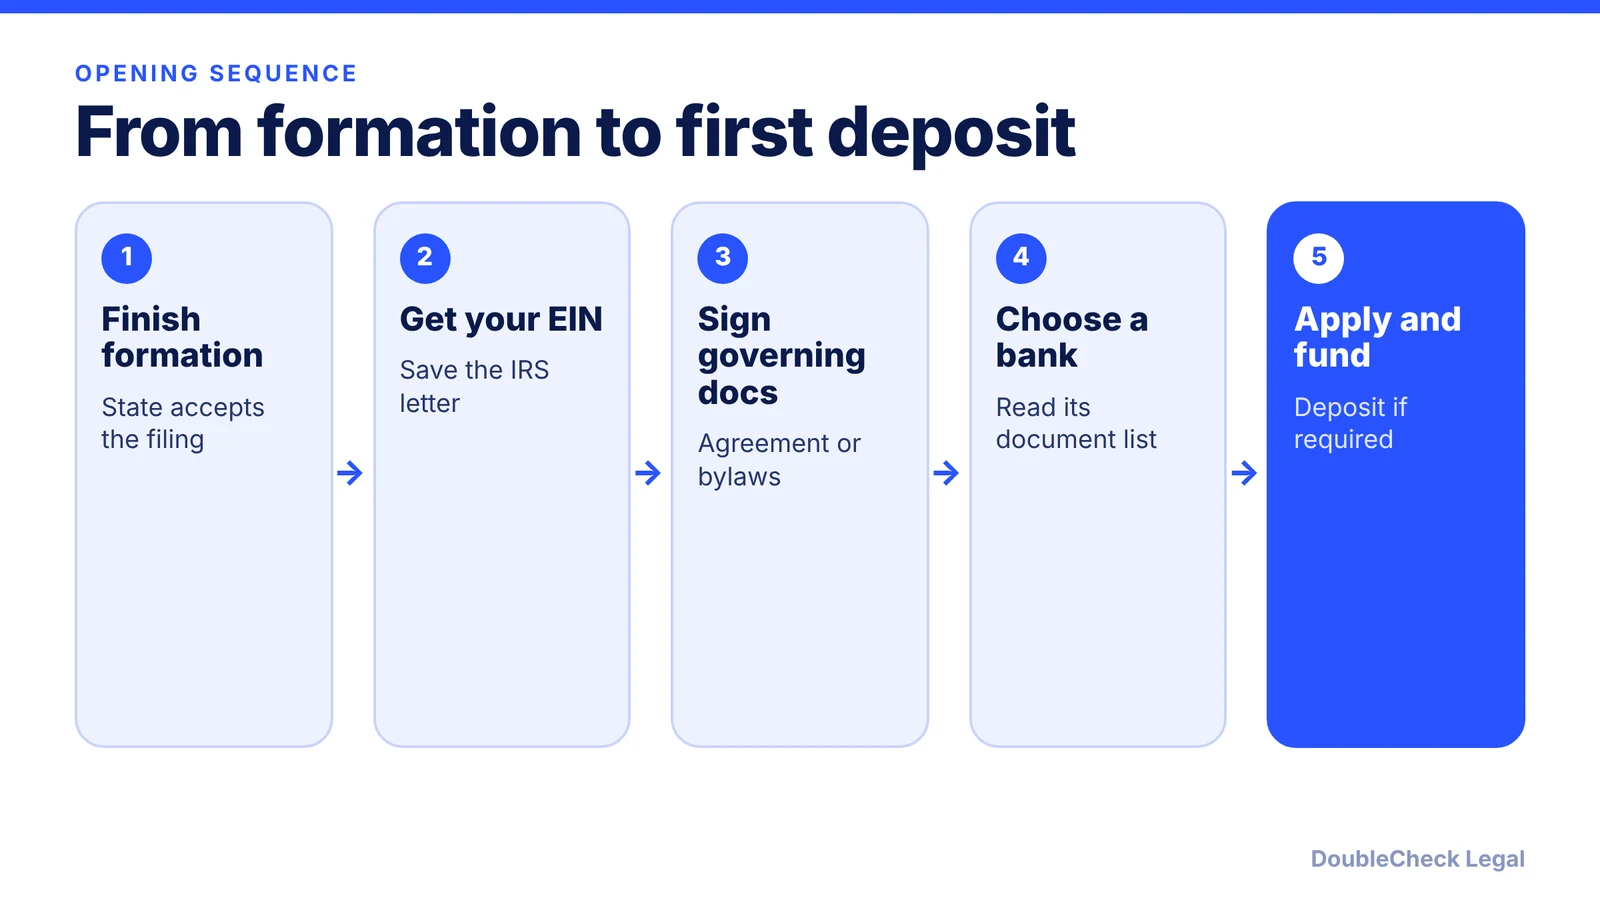 OPENING SEQUENCE
From formation to first deposit
1
Finish
formation
State accepts
the filing
2
Get your EIN
Save the IRS
letter
3
Sign
governing
docs
Agreement or
bylaws
4
Choose a
bank
Read its
document list
5
Apply and
fund
Deposit if
required
DoubleCheck Legal